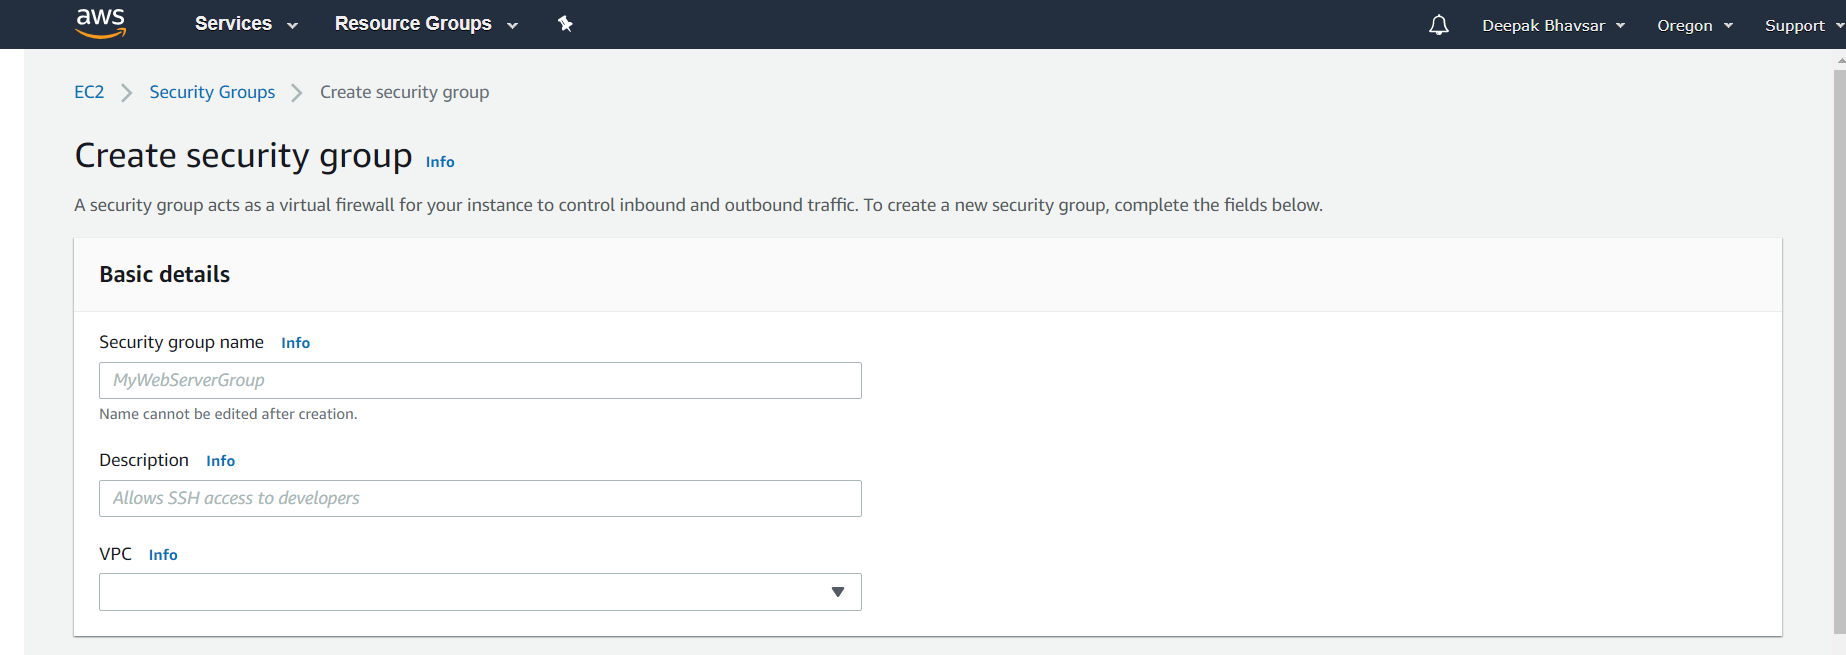 aws Services Resource Groups Deepak Bhavsar Oregon Support
EC2 Security Groups Create security group
Create security group Info
A security group acts as a virtual firewall for your instance to control inbound and outbound traffic. To create a new security group, complete the fields below.
Basic details
Security group name Info
MyWebServerGroup
Name cannot be edited after creation.
Description Info
Allows SSH access to developers
VPC Info